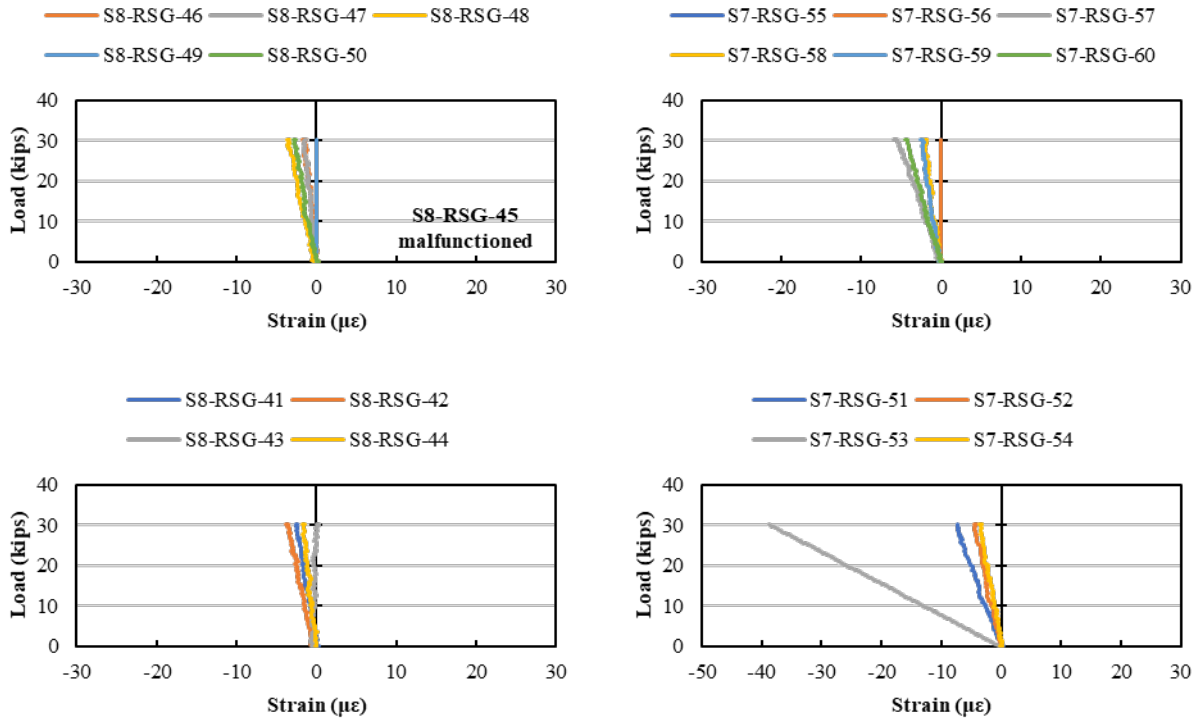 S8-RSG-46 S8-RSG-47 S8-RSG-48
S8-RSG-49 S8-RSG-50
40
30
20
10
0
Load (kips)
-30 -20 -10 0 10 20 30
Strain (με)
S8-RSG-45
malfunctioned
S7-RSG-55 S7-RSG-56 S7-RSG-57
S7-RSG-58 S7-RSG-59 S7-RSG-60
40
30
20
10
0
Load (kips)
-30 -20 -10 0 10 20 30
Strain (με)
S8-RSG-41 S8-RSG-42
S8-RSG-43 S8-RSG-44
40
30
20
10
0
Load (kips)
-30 -20 -10 0 10 20 30
Strain (με)
S7-RSG-51 S7-RSG-52
S7-RSG-53 S7-RSG-54
40
30
20
10
0
Load (kips)
-50 -40 -30 -20 -10 0 10 20 30
Strain (με)